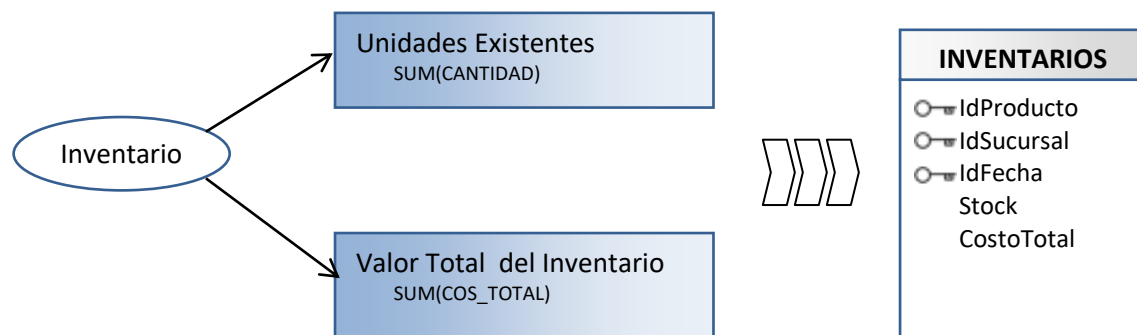 Unidades Existentes
SUM(CANTIDAD)
Inventario
Valor Total del Inventario
SUM(COS_TOTAL)
INVENTARIOS
IdProducto
IdSucursal
IdFecha
Stock
CostoTotal